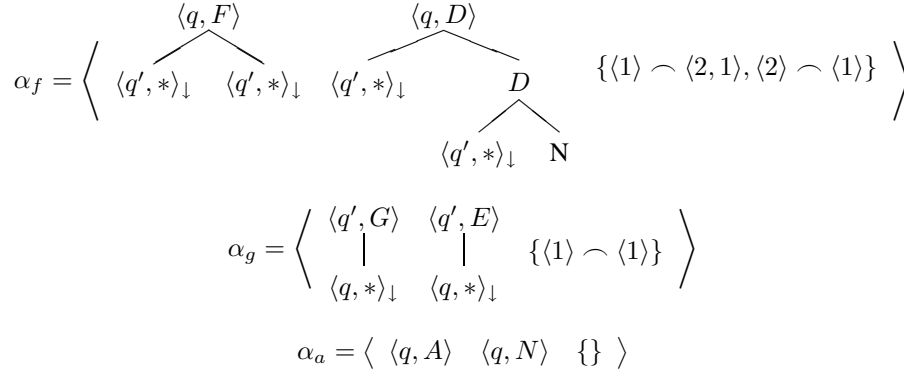 ⟨q, F⟩ ⟨q, D⟩
α_f = ⟨ ⟨q′, ∗⟩↓ ⟨q′, ∗⟩↓ ⟨q′, ∗⟩↓ D {⟨1⟩ ⌢ ⟨2, 1⟩, ⟨2⟩ ⌢ ⟨1⟩} ⟩
⟨q′, ∗⟩↓ N
⟨q′, G⟩ ⟨q′, E⟩
α_g = ⟨ {⟨1⟩ ⌢ ⟨1⟩} ⟩
⟨q, ∗⟩↓ ⟨q, ∗⟩↓
α_a = ⟨ ⟨q, A⟩ ⟨q, N⟩ {} ⟩